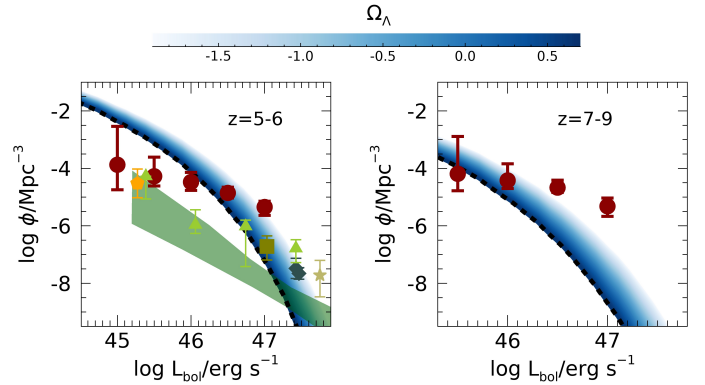 Ω_Λ
−1.5 −1.0 −0.5 0.0 0.5
z=5-6
z=7-9
log ϕ/Mpc⁻³
-2
-4
-6
-8
45 46 47
log L_bol/erg s⁻¹
log ϕ/Mpc⁻³
-2
-4
-6
-8
46 47
log L_bol/erg s⁻¹